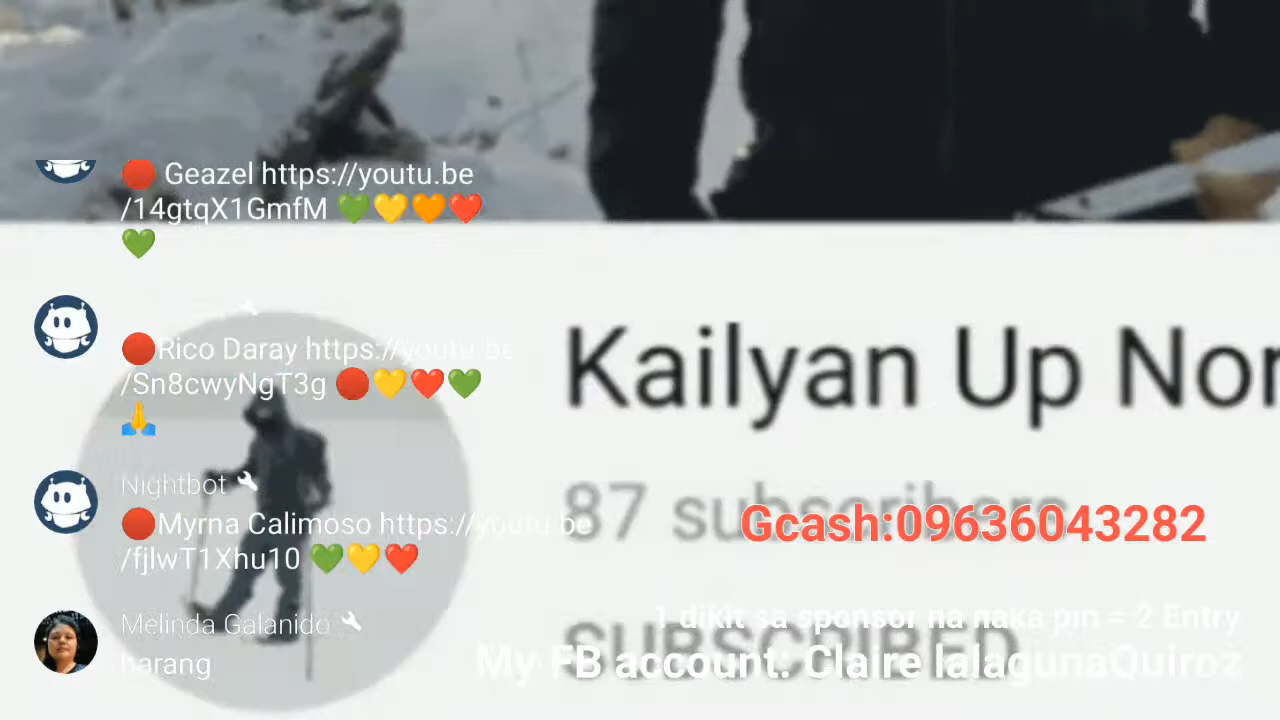 🔴 Geazel https://youtu.be
/14gtqX1GmfM 💚💛🧡❤️
💚
🔴Rico Daray https://youtu.be
/Sn8cwyNgT3g 🔴💛❤️💚
🙏
Nightbot
🔴Myrna Calimoso https://youtu.be
/fjlwT1Xhu10 💚💛❤️
Melinda Galanido
harang
Kailyan Up Nor
87 subscribers
Gcash:09636043282
1 dikit sa sponsor na naka pin = 2 Entry
SUBSCRIBED
My FB account: Claire lalagunaQuiroz